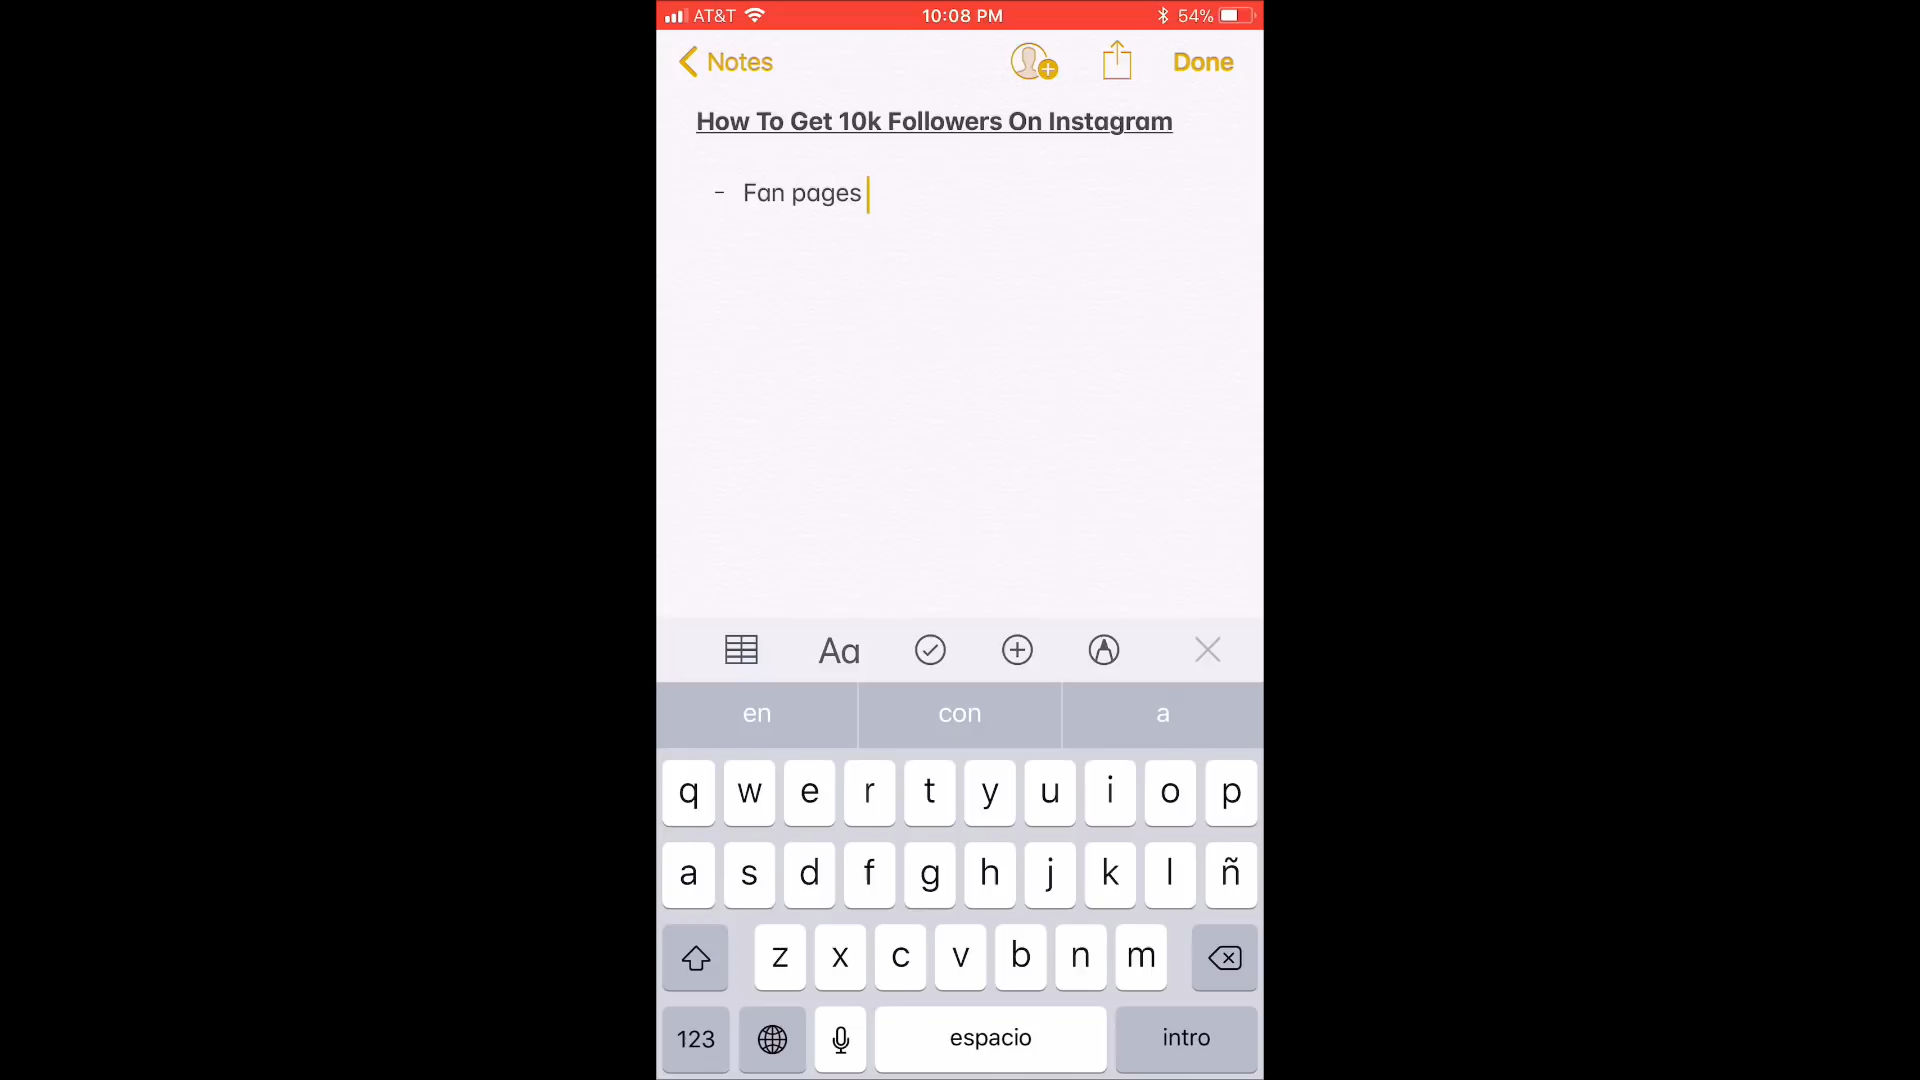 AT&T 10:08 PM 54%
Notes Done
How To Get 10k Followers On Instagram
- Fan pages
Aa
en con a
q w e r t y u i o p
a s d f g h j k l ñ
z x c v b n m
123 espacio intro